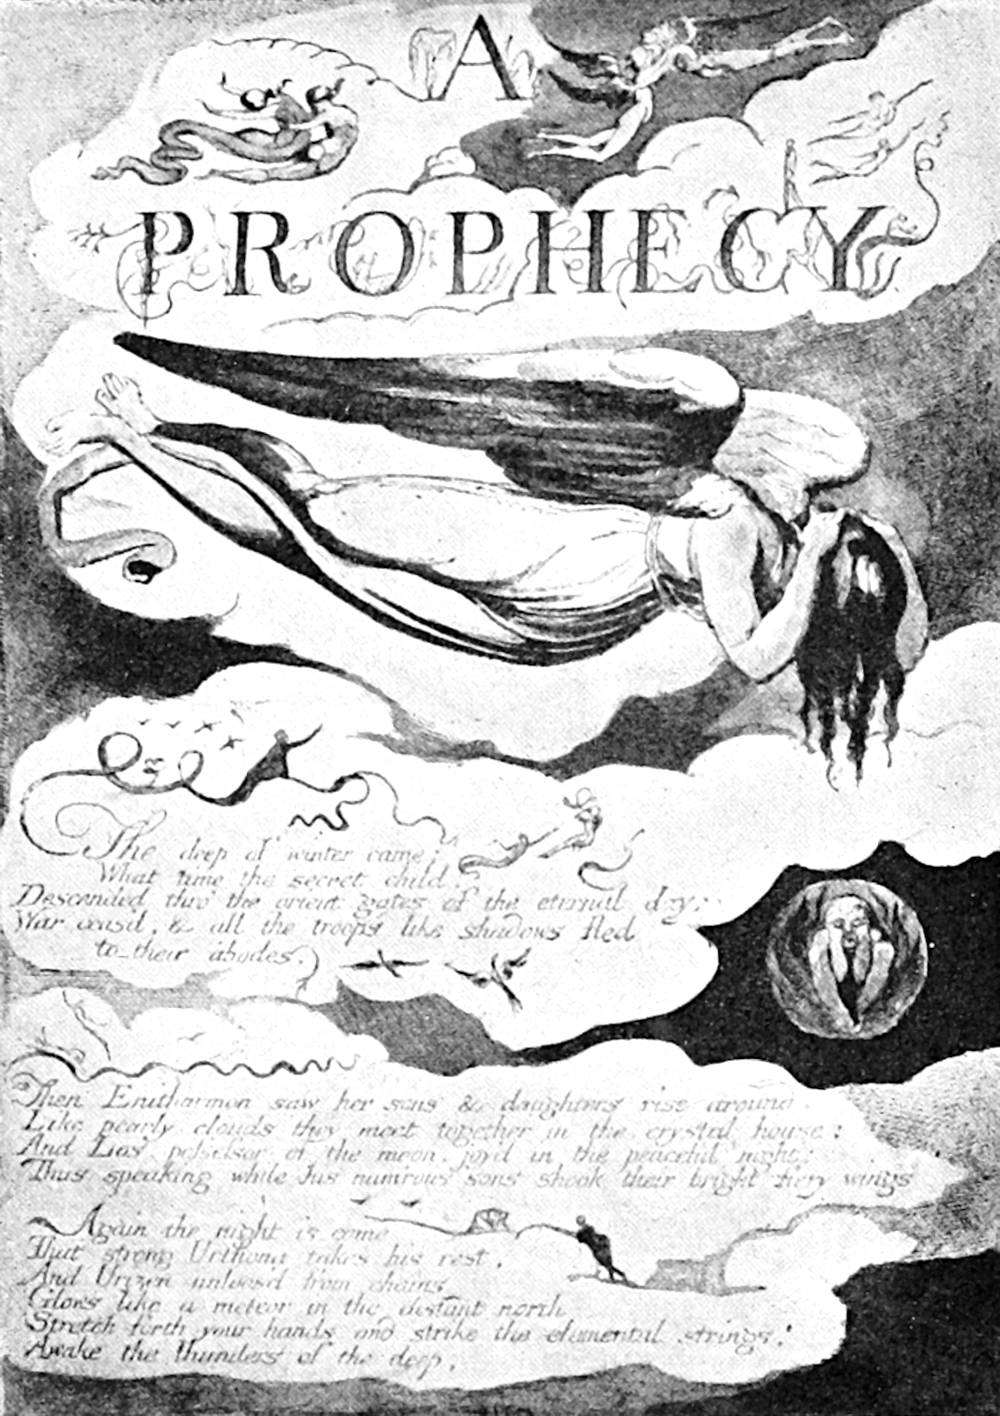 A
PROPHECY
The deep of winter came;
What time the secret child,
Descended thro' the orient gates of the eternal day:
War ceas'd, & all the troops like shadows fled
to their abodes.
Then Enitharmon saw her sons & daughters rise around.
Like pearly clouds they meet together in the crystal house:
And Los, possessor of the moon, joy'd in the peaceful night:
Thus speaking while his num'rous sons shook their bright fiery wings
Again the night is come
That strong Urthona takes his rest,
And Urizen unloos'd from chains
Glows like a meteor in the distant north
Stretch forth your hands and strike the elemental strings!
Awake the thunders of the deep.